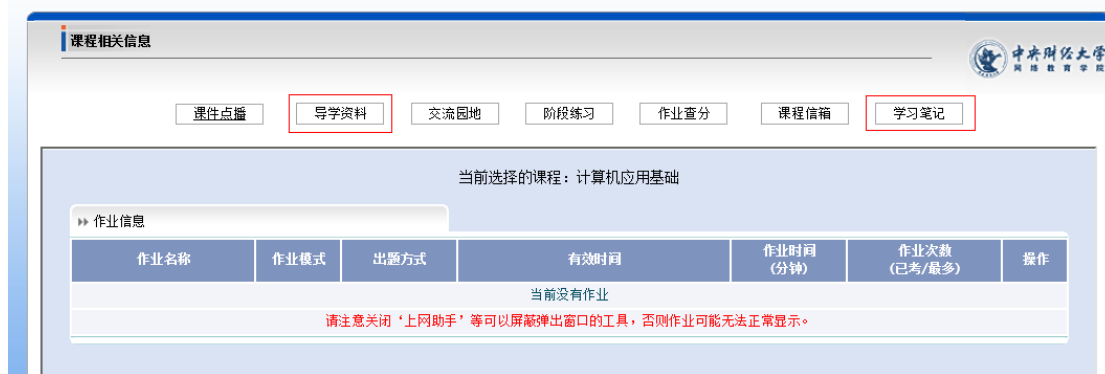 课程相关信息
中央财经大学
网络教育学院
课件点播 导学资料 交流园地 阶段练习 作业查分 课程信箱 学习笔记
当前选择的课程：计算机应用基础
作业信息
作业名称 作业模式 出题方式 有效时间 作业时间(分钟) 作业次数(已考/最多) 操作
当前没有作业
请注意关闭‘上网助手’等可以屏蔽弹出窗口的工具，否则作业可能无法正常显示。